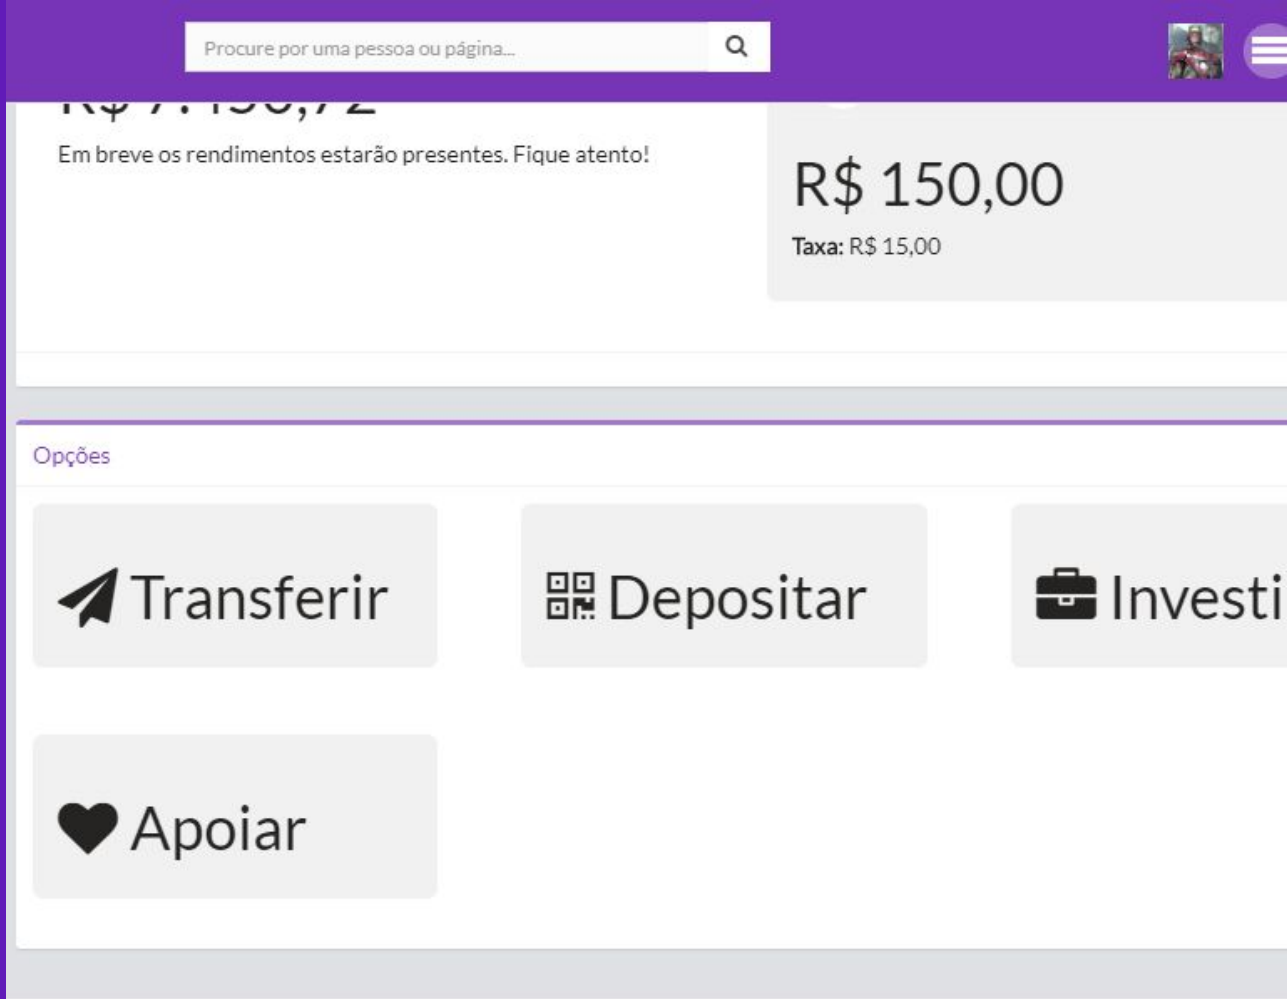 Procure por uma pessoa ou página...
Em breve os rendimentos estarão presentes. Fique atento!
R$ 150,00
Taxa: R$ 15,00
Opções
Transferir
Depositar
Investi
Apoiar